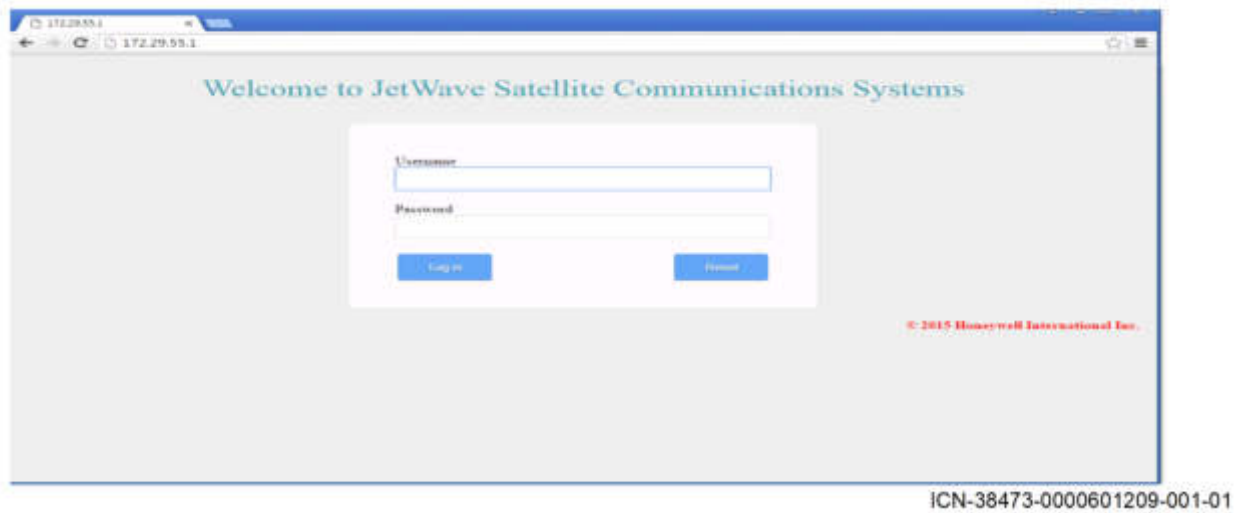 172.29.55.1
172.29.55.1
Welcome to JetWave Satellite Communications Systems
Username
Password
Log in
Reset
© 2015 Honeywell International Inc.
ICN-38473-0000601209-001-01